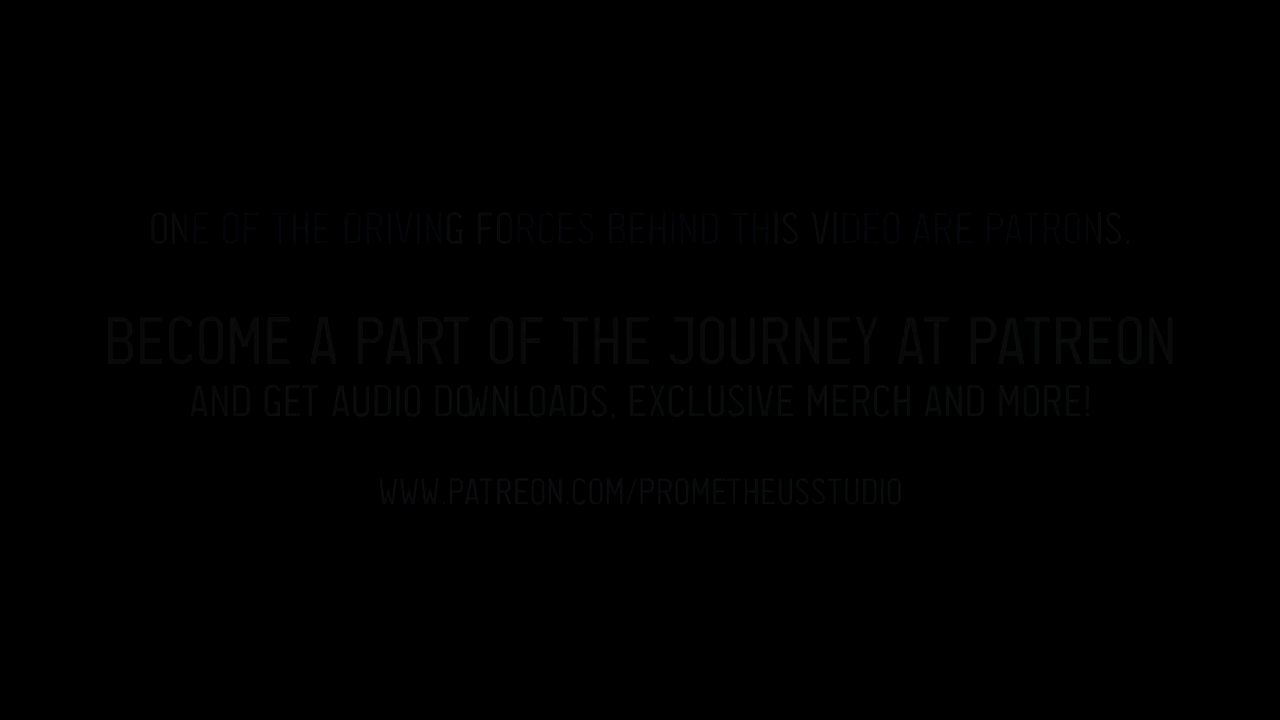 ONE OF THE DRIVING FORCES BEHIND THIS VIDEO ARE PATRONS.
BECOME A PART OF THE JOURNEY AT PATREON
AND GET AUDIO DOWNLOADS, EXCLUSIVE MERCH AND MORE!
WWW.PATREON.COM/PROMETHEUSSTUDIO